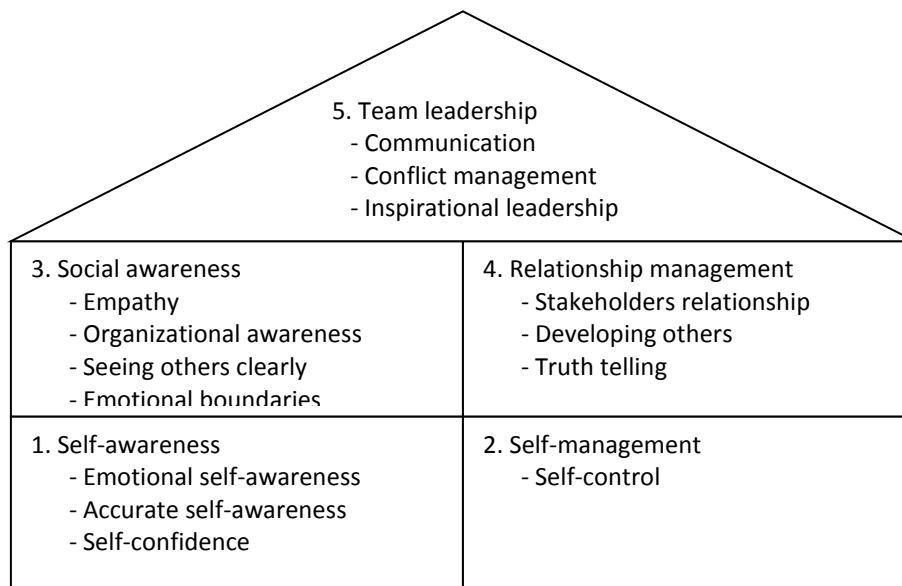 5. Team leadership
- Communication
- Conflict management
- Inspirational leadership
3. Social awareness
- Empathy
- Organizational awareness
- Seeing others clearly
- Emotional boundaries
4. Relationship management
- Stakeholders relationship
- Developing others
- Truth telling
1. Self-awareness
- Emotional self-awareness
- Accurate self-awareness
- Self-confidence
2. Self-management
- Self-control